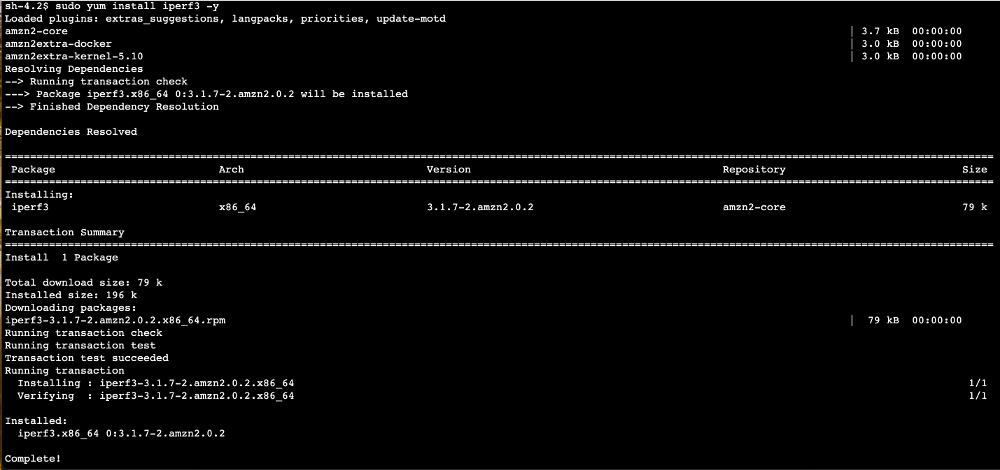 sh-4.2$ sudo yum install iperf3 -y
Loaded plugins: extras_suggestions, langpacks, priorities, update-motd
amzn2-core | 3.7 kB 00:00:00
amzn2extra-docker | 3.0 kB 00:00:00
amzn2extra-kernel-5.10 | 3.0 kB 00:00:00
Resolving Dependencies
--> Running transaction check
---> Package iperf3.x86_64 0:3.1.7-2.amzn2.0.2 will be installed
--> Finished Dependency Resolution

Dependencies Resolved

================================================================================
Package Arch Version Repository Size
================================================================================
Installing:
iperf3 x86_64 3.1.7-2.amzn2.0.2 amzn2-core 79 k

Transaction Summary
================================================================================
Install 1 Package

Total download size: 79 k
Installed size: 196 k
Downloading packages:
iperf3-3.1.7-2.amzn2.0.2.x86_64.rpm | 79 kB 00:00:00
Running transaction check
Running transaction test
Transaction test succeeded
Running transaction
Installing : iperf3-3.1.7-2.amzn2.0.2.x86_64 1/1
Verifying : iperf3-3.1.7-2.amzn2.0.2.x86_64 1/1

Installed:
iperf3.x86_64 0:3.1.7-2.amzn2.0.2

Complete!